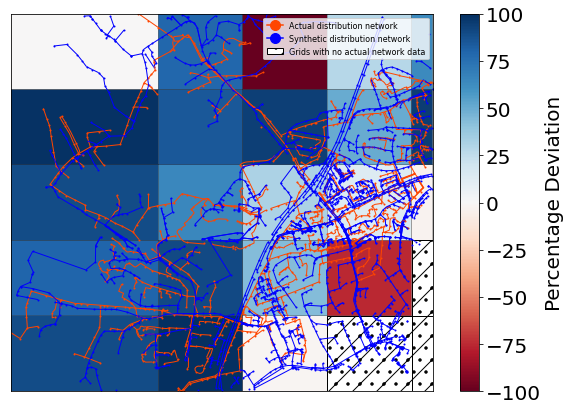 Actual distribution network
Synthetic distribution network
Grids with no actual network data
100
75
50
25
0
−25
−50
−75
−100
Percentage Deviation